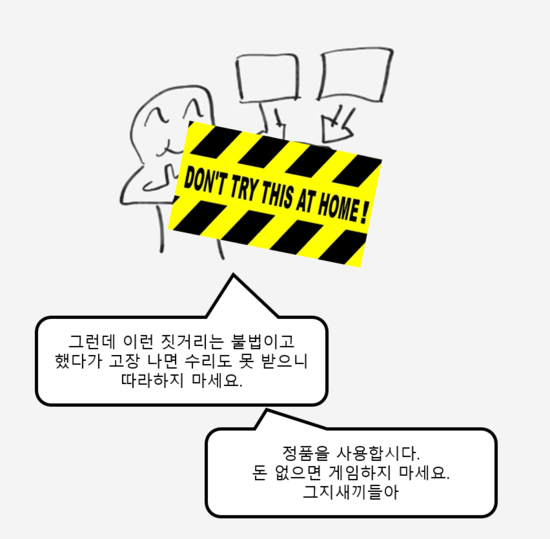 DON'T TRY THIS AT HOME!
그런데 이런 짓거리는 불법이고
했다가 고장 나면 수리도 못 받으니
따라하지 마세요.
정품을 사용합시다.
돈 없으면 게임하지 마세요.
그지새끼들아